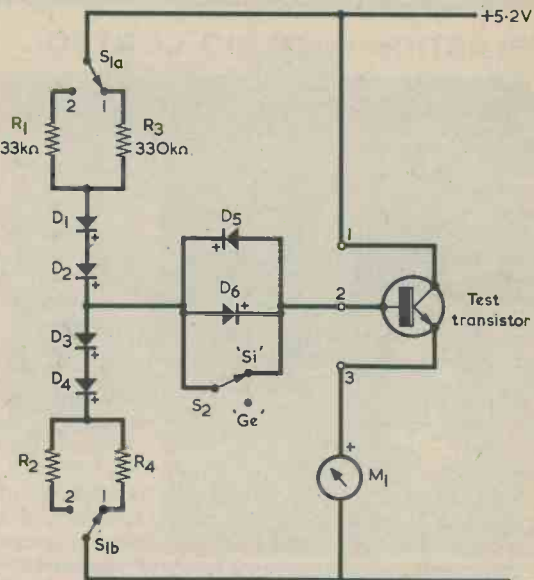 +5·2V
S1a
2 1
R1
33kΩ
R3
330kΩ
D1
D5
+
+
D2
D6
1
+
+
2
Test
transistor
D3
'Si'
+
3
D4
S2
'Ge'
+
+
R2
R4
M1
2 1
S1b